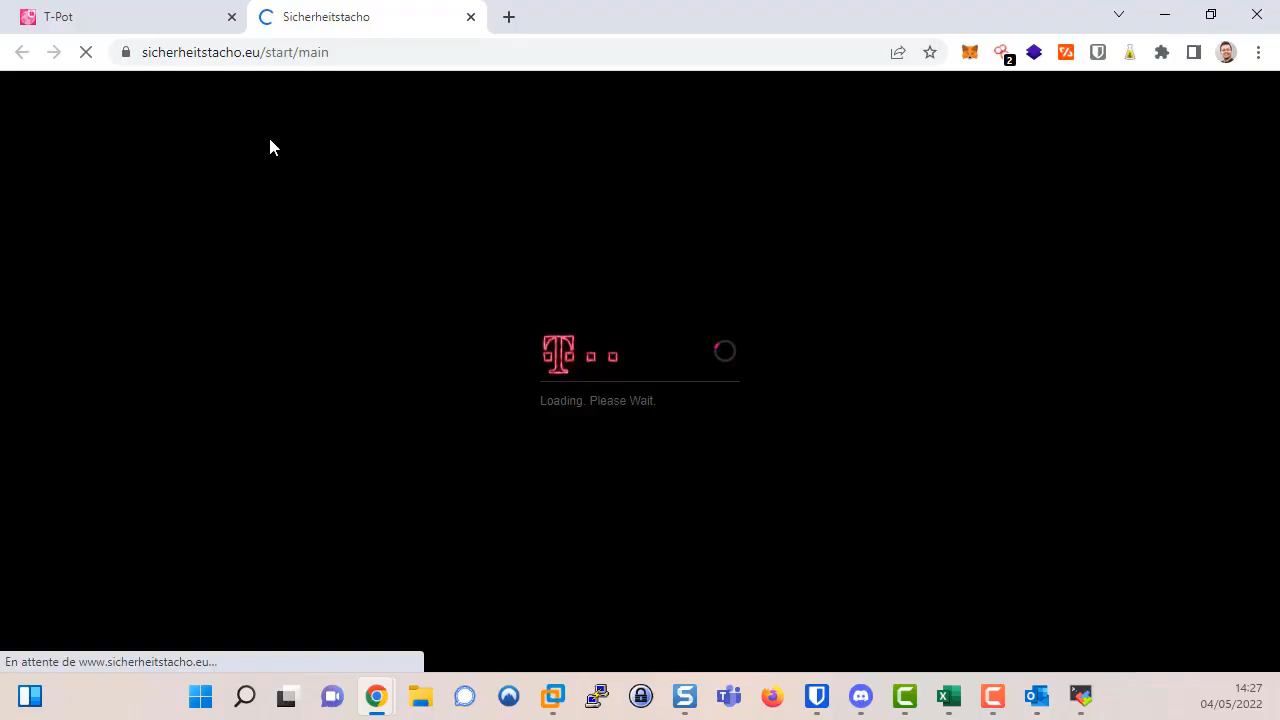 T-Pot
Sicherheitstacho
sicherheitstacho.eu/start/main
2
T
Loading. Please Wait.
En attente de www.sicherheitstacho.eu...
14:27
04/05/2022